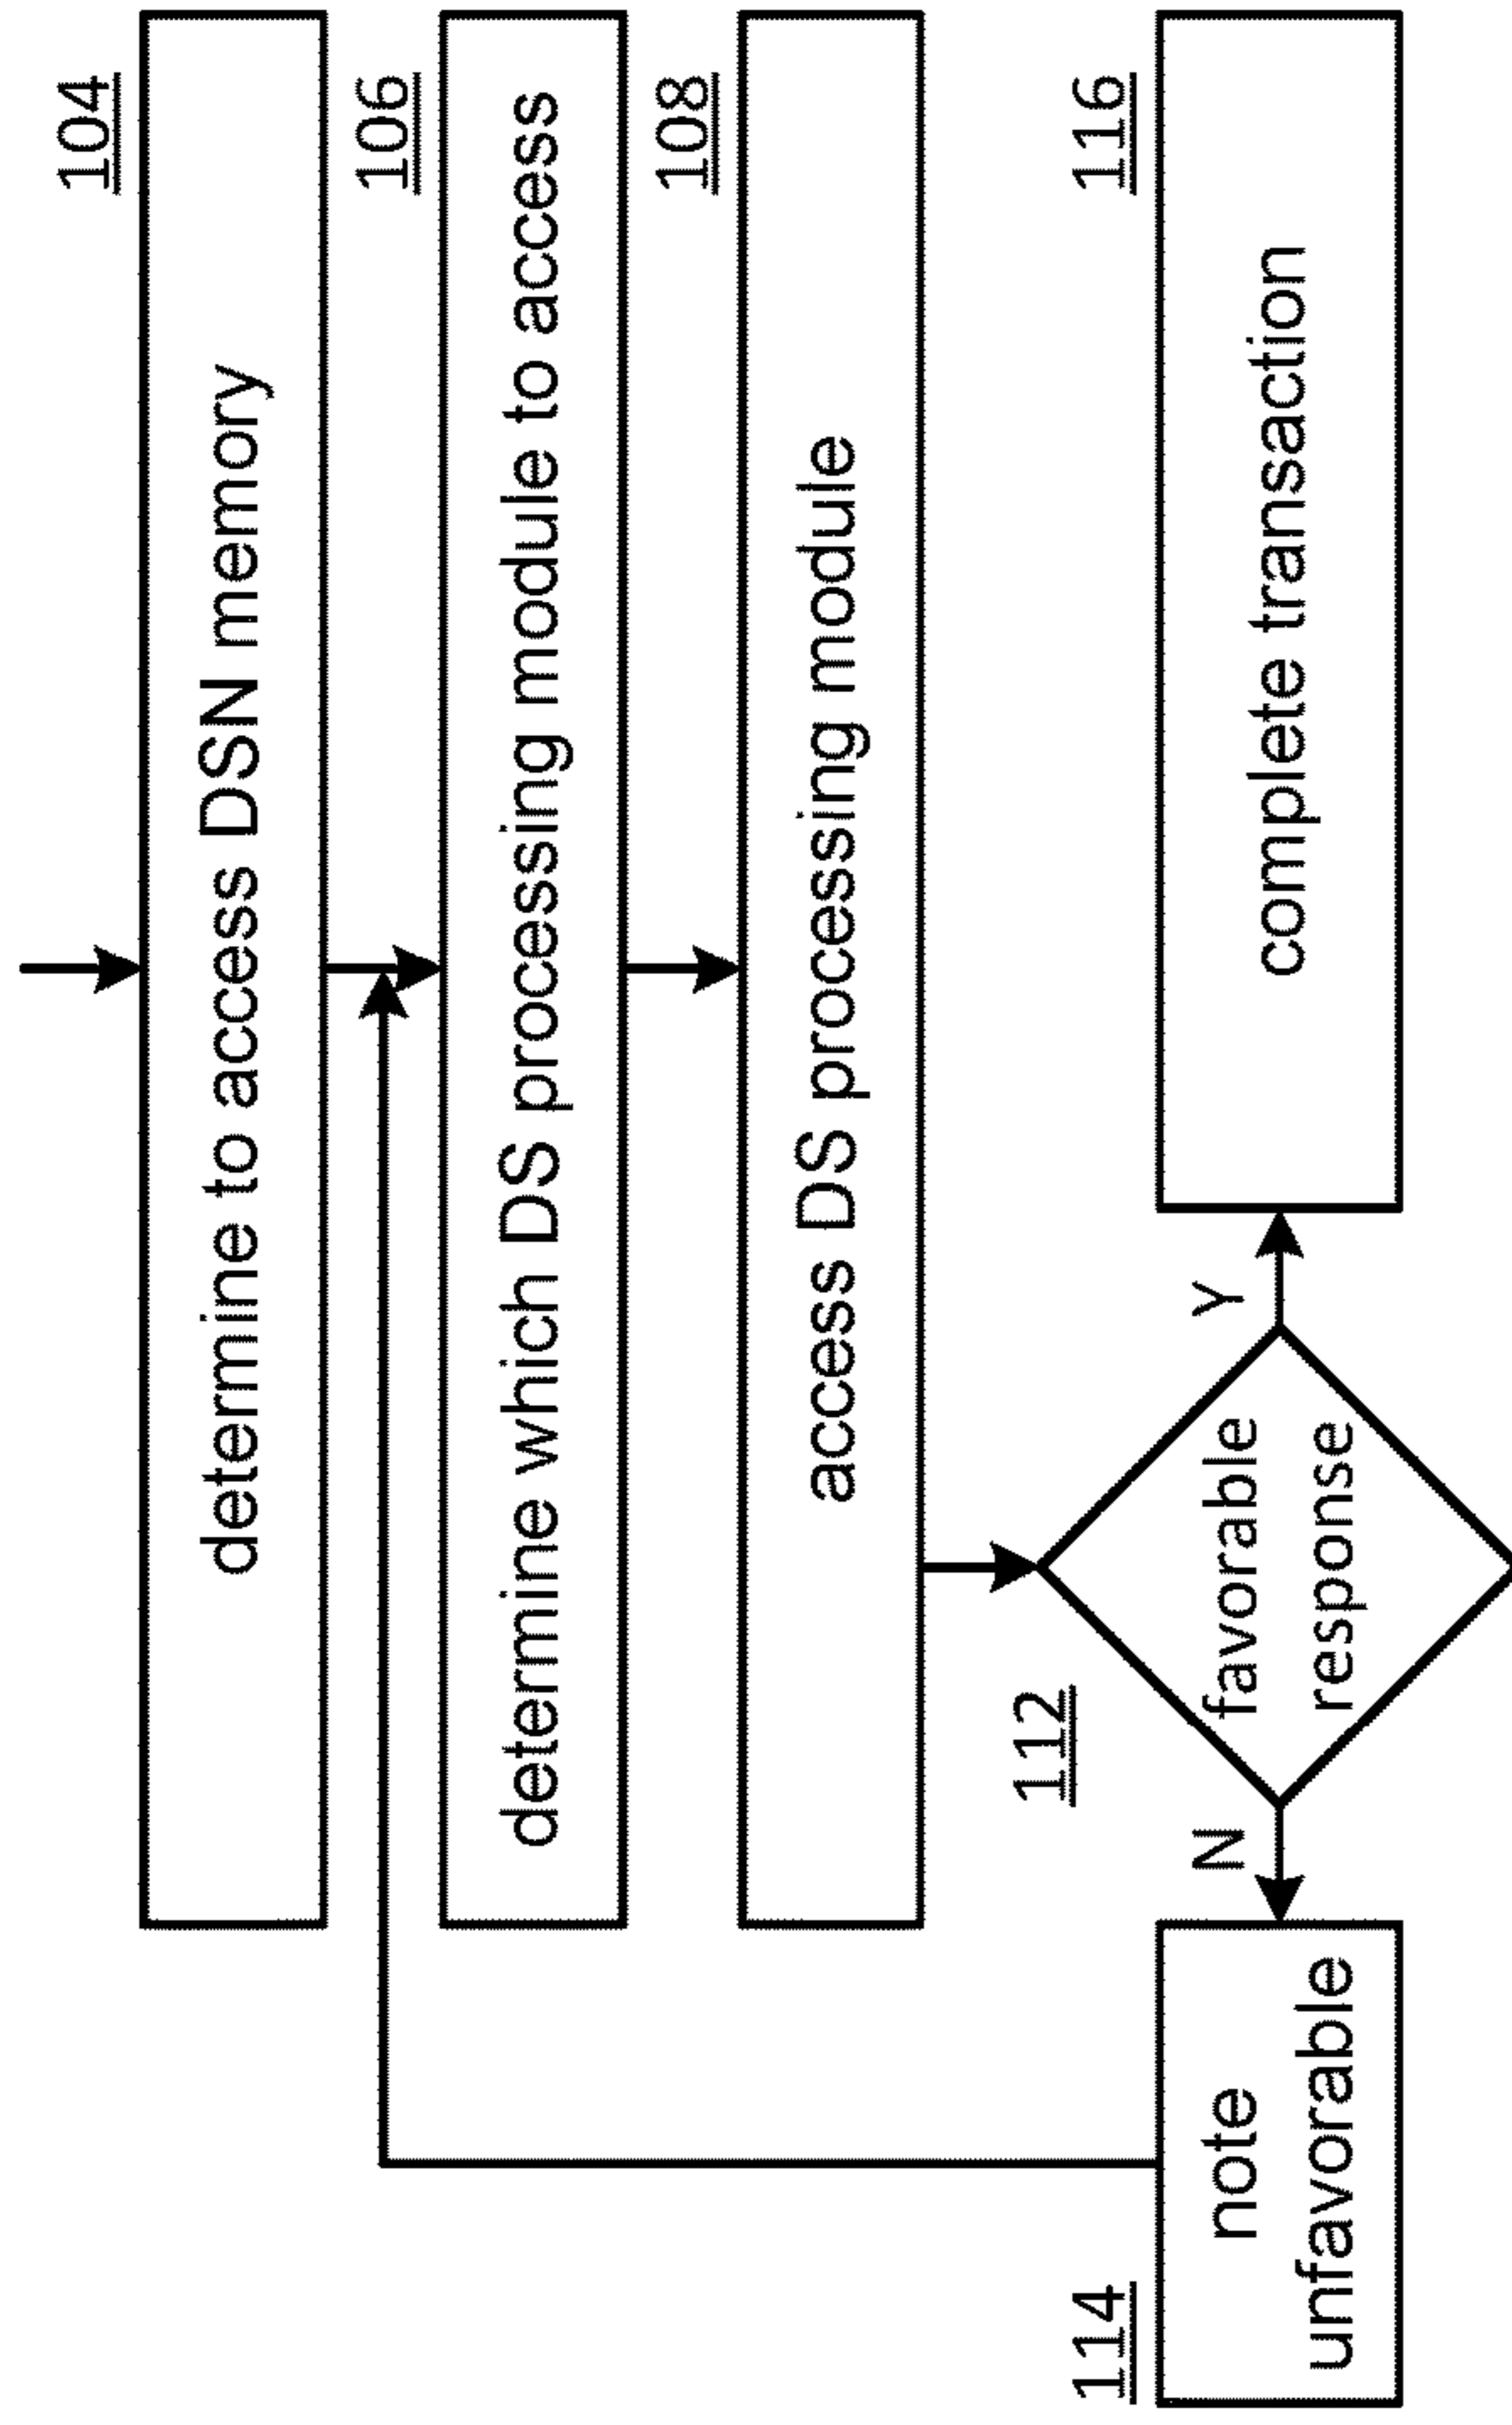 104
determine to access DSN memory
106
determine which DS processing module to access
108
access DS processing module
112
favorable
response
N
Y
114
note
unfavorable
116
complete transaction